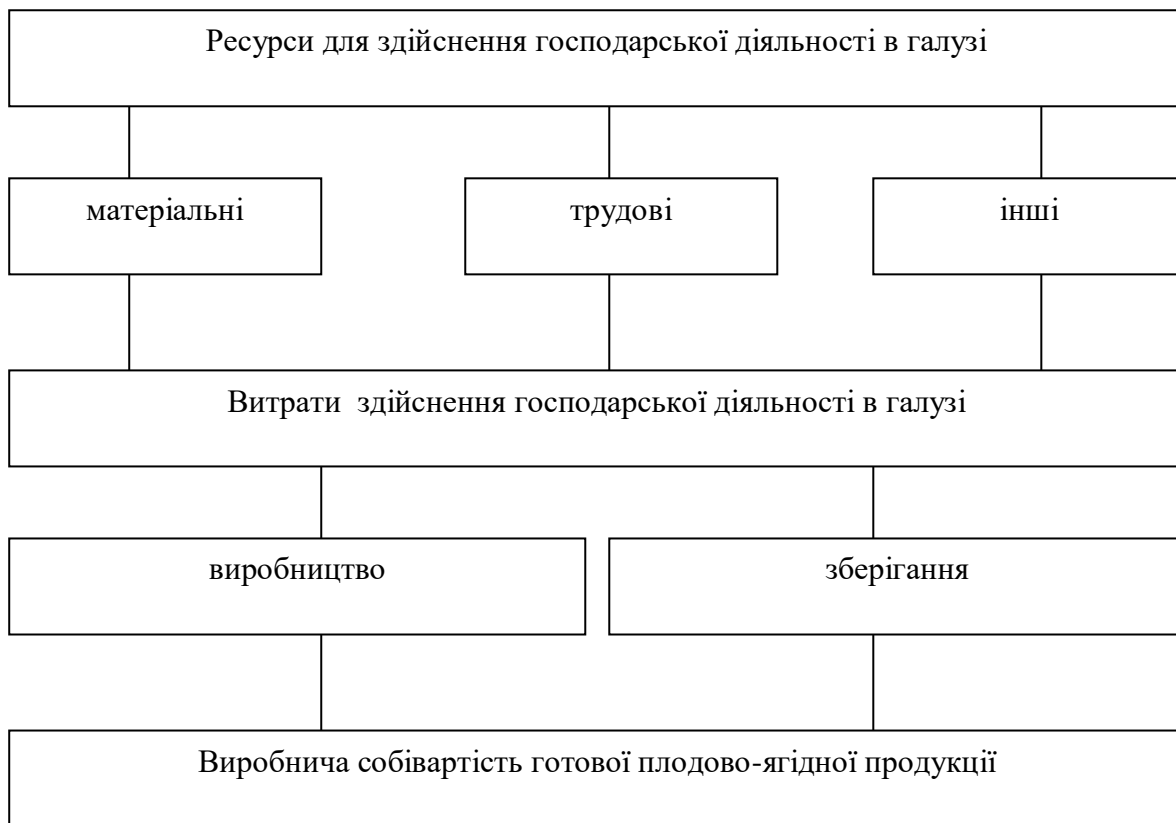 Ресурси для здійснення господарської діяльності в галузі
матеріальні
трудові
інші
Витрати здійснення господарської діяльності в галузі
виробництво
зберігання
Виробнича собівартість готової плодово-ягідної продукції